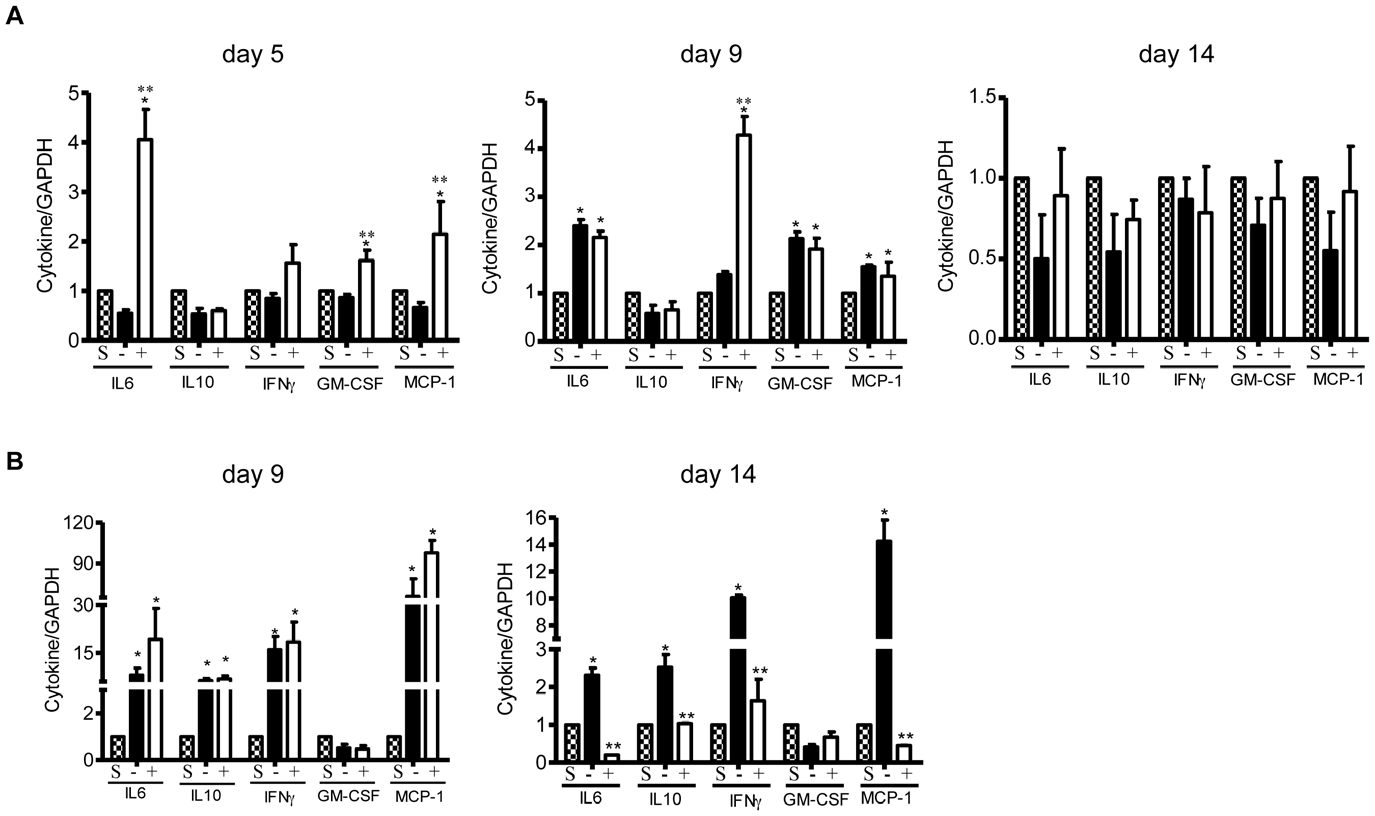 A
day 5
Cytokine/GAPDH
5
4
3
2
1
0
**
*
**
*
**
*
S - + S - + S - + S - + S - +
IL6 IL10 IFNγ GM-CSF MCP-1
day 9
Cytokine/GAPDH
5
4
3
2
1
0
* *
**
*
* *
* *
S - + S - + S - + S - + S - +
IL6 IL10 IFNγ GM-CSF MCP-1
day 14
Cytokine/GAPDH
1.5
1.0
0.5
0.0
S - + S - + S - + S - + S - +
IL6 IL10 IFNγ GM-CSF MCP-1
B
day 9
Cytokine/GAPDH
120
90
30
15
2
0
* *
* *
* *
* *
S - + S - + S - + S - + S - +
IL6 IL10 IFNγ GM-CSF MCP-1
day 14
Cytokine/GAPDH
16
14
12
10
8
6
3
2
1
0
* **
* **
* **
* **
S - + S - + S - + S - + S - +
IL6 IL10 IFNγ GM-CSF MCP-1